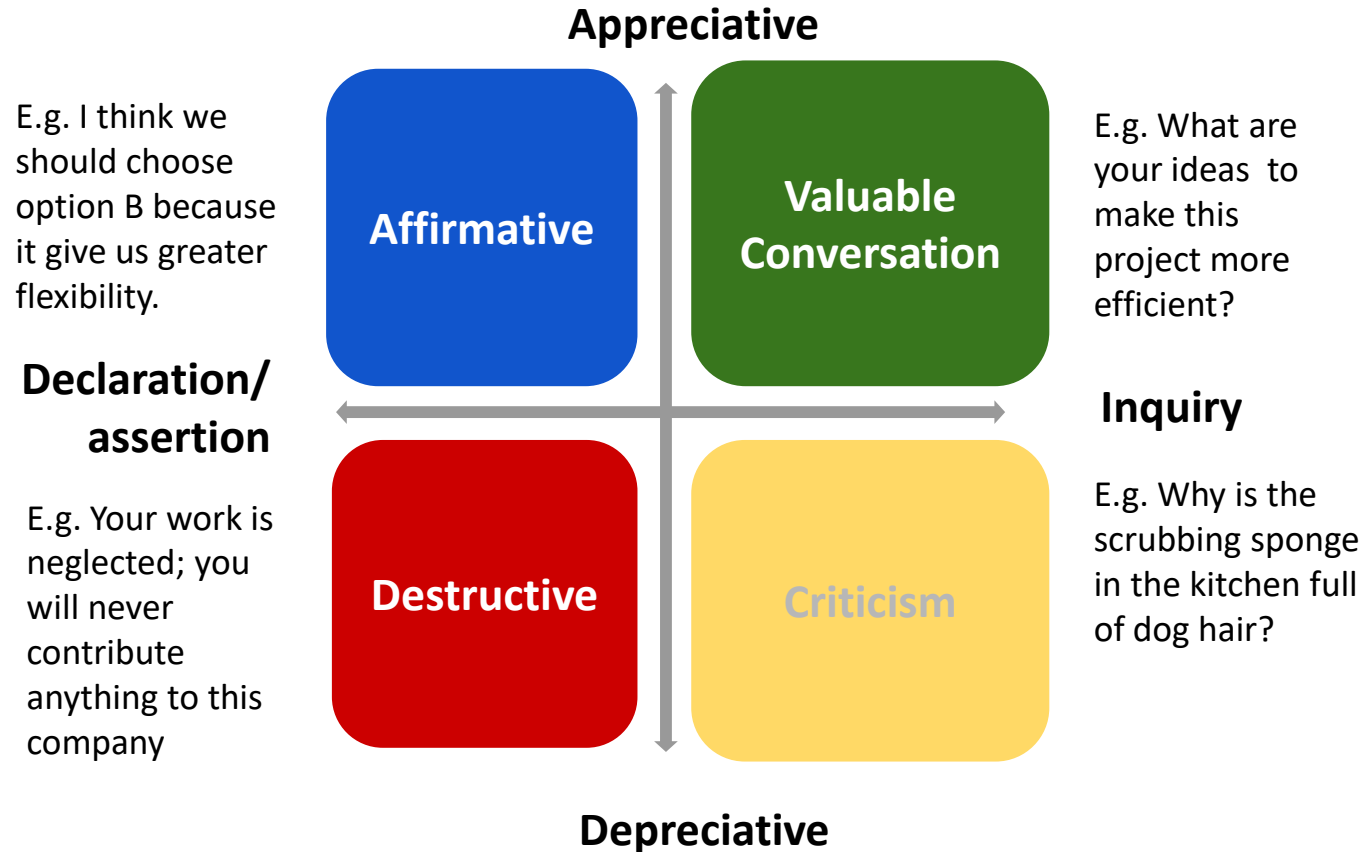 Appreciative
E.g. I think we
should choose
option B because
it give us greater
flexibility.
Affirmative
Valuable
Conversation
E.g. What are
your ideas  to
make this
project more
efficient?
Declaration/
assertion
Inquiry
E.g. Your work is
neglected; you
will never
contribute
anything to this
company
Destructive
Criticism
E.g. Why is the
scrubbing sponge
in the kitchen full
of dog hair?
Depreciative